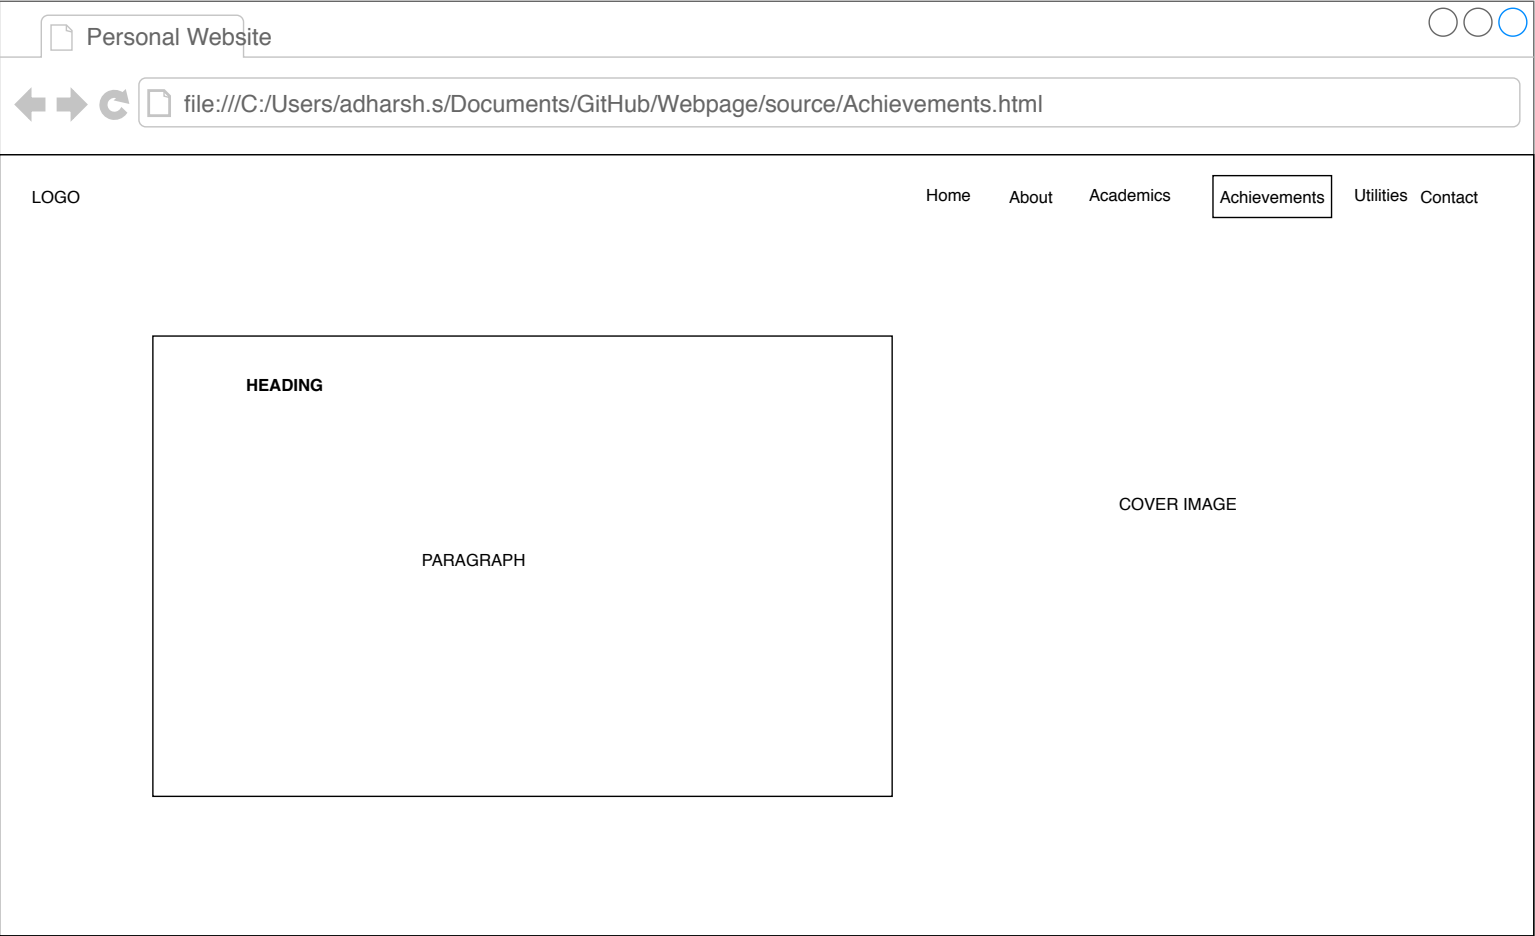 Personal Website
file:///C:/Users/adharsh.s/Documents/GitHub/Webpage/source/Achievements.html
LOGO
Home About Academics Achievements Utilities Contact
HEADING
COVER IMAGE
PARAGRAPH